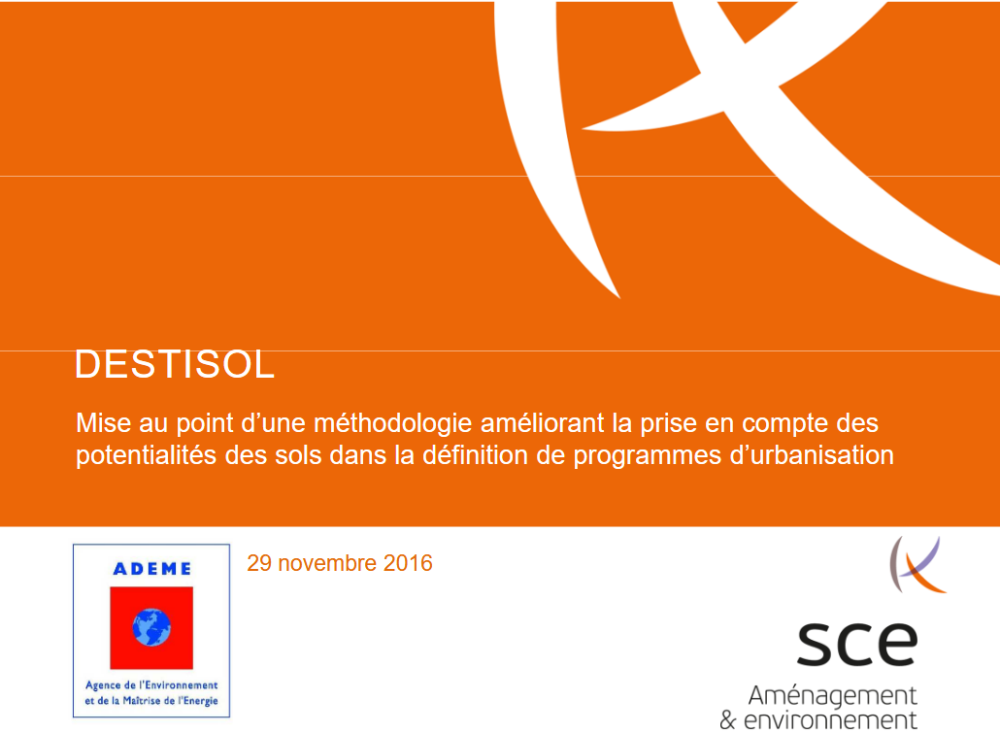 DESTISOL
Mise au point d’une méthodologie améliorant la prise en compte des
potentialités des sols dans la définition de programmes d’urbanisation
ADEME
Agence de l'Environnement
et de la Maîtrise de l'Energie
29 novembre 2016
sce
Aménagement
& environnement